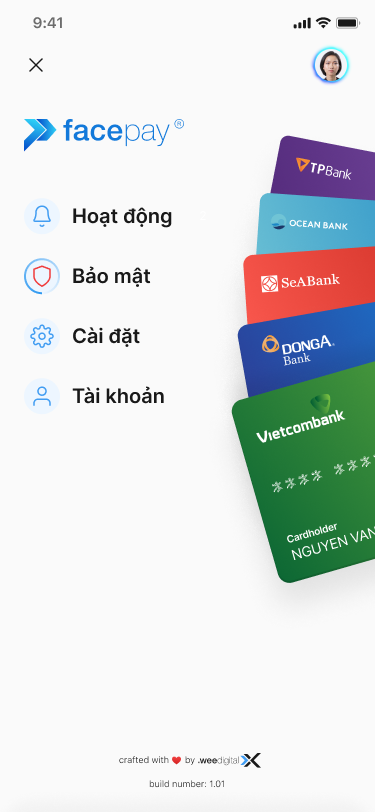 9:41
facepay®
Hoạt động
Bảo mật
Cài đặt
Tài khoản
TPBank
OCEAN BANK
SeABank
DONGA
Bank
Vietcombank
Cardholder
NGUYEN VAN
crafted with ❤ by .weedigital X
build number: 1.01